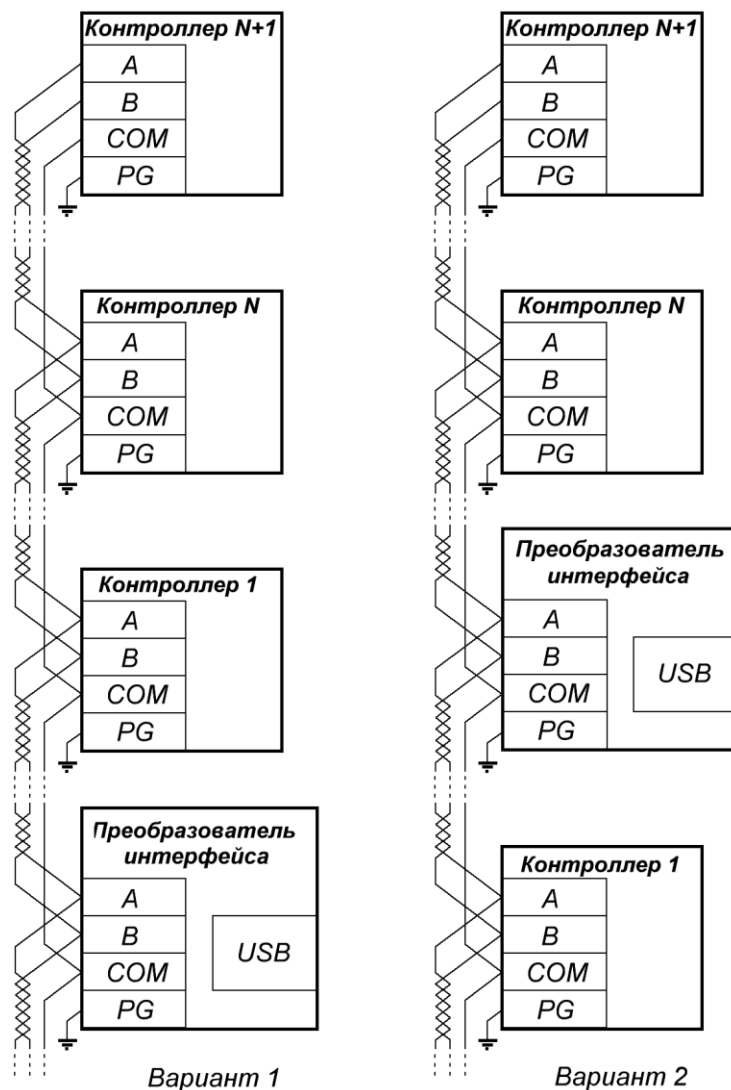 Контроллер N+1
A
B
COM
PG
Контроллер N
A
B
COM
PG
Контроллер 1
A
B
COM
PG
Преобразователь
интерфейса
A
B
COM
PG
USB
Вариант 1
Контроллер N+1
A
B
COM
PG
Контроллер N
A
B
COM
PG
Преобразователь
интерфейса
A
B
COM
PG
USB
Контроллер 1
A
B
COM
PG
Вариант 2